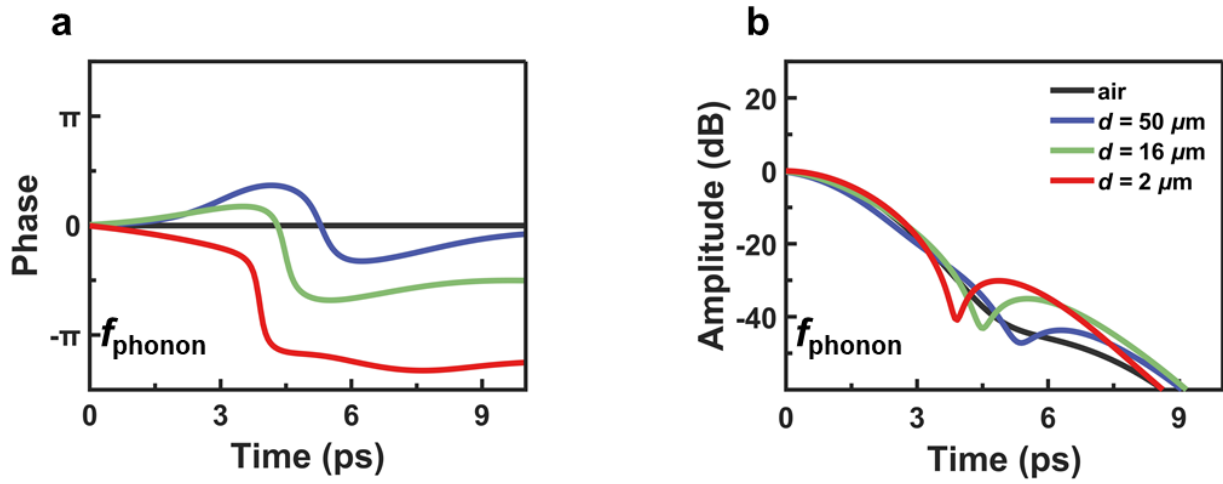 a
π
0
-π
Phase
f phonon
0 3 6 9
Time (ps)
b
20
0
-20
-40
Amplitude (dB)
air
d = 50 µm
d = 16 µm
d = 2 µm
f phonon
0 3 6 9
Time (ps)